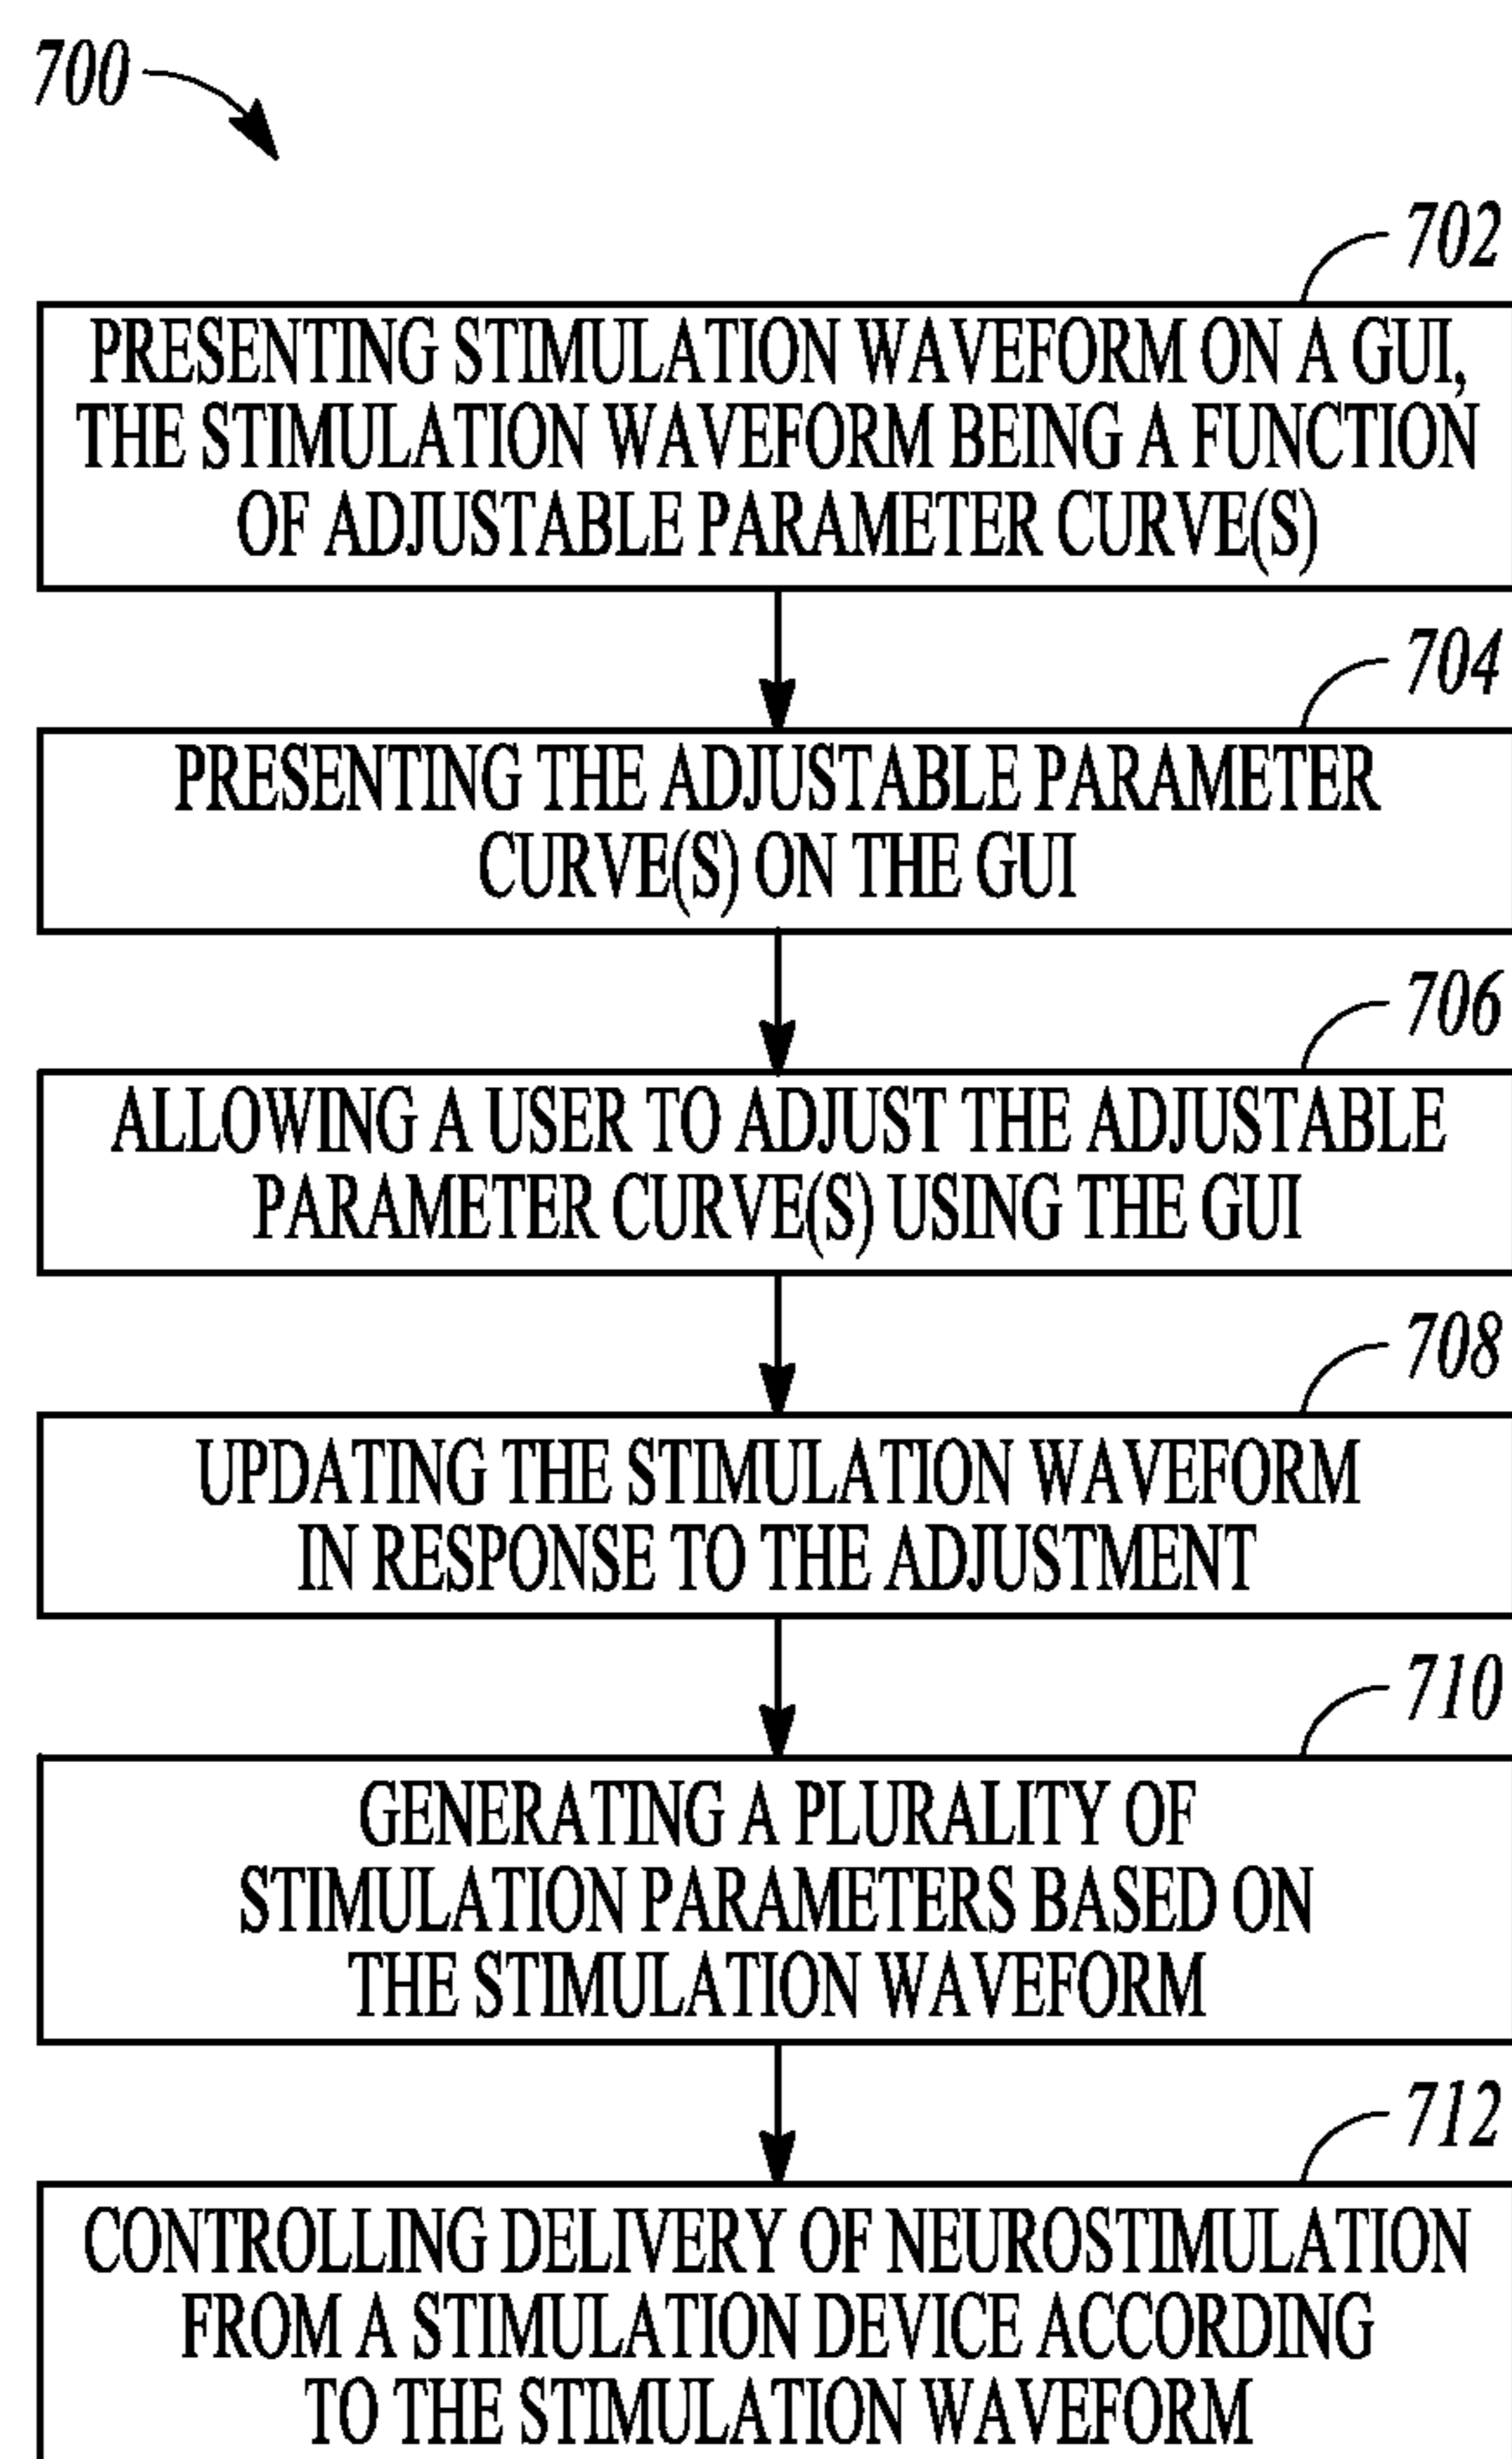 700
702
PRESENTING STIMULATION WAVEFORM ON A GUI,
THE STIMULATION WAVEFORM BEING A FUNCTION
OF ADJUSTABLE PARAMETER CURVE(S)
704
PRESENTING THE ADJUSTABLE PARAMETER
CURVE(S) ON THE GUI
706
ALLOWING A USER TO ADJUST THE ADJUSTABLE
PARAMETER CURVE(S) USING THE GUI
708
UPDATING THE STIMULATION WAVEFORM
IN RESPONSE TO THE ADJUSTMENT
710
GENERATING A PLURALITY OF
STIMULATION PARAMETERS BASED ON
THE STIMULATION WAVEFORM
712
CONTROLLING DELIVERY OF NEUROSTIMULATION
FROM A STIMULATION DEVICE ACCORDING
TO THE STIMULATION WAVEFORM